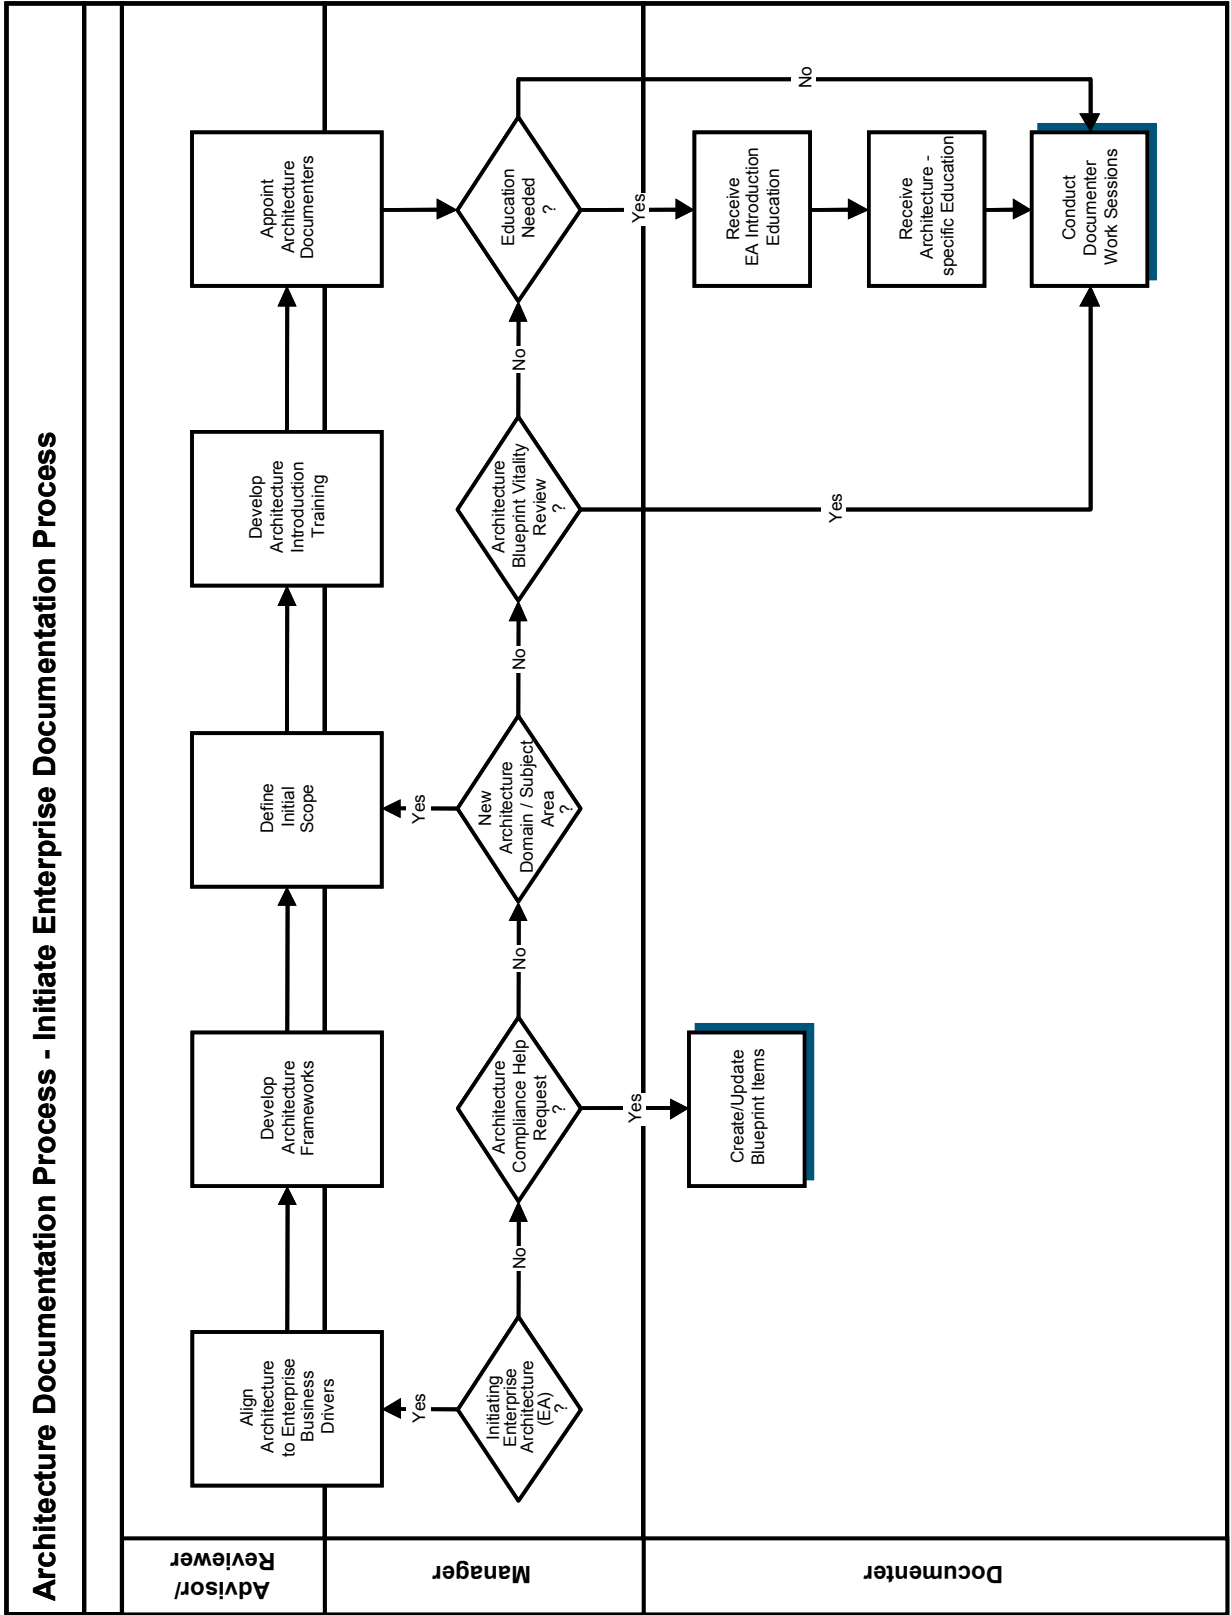 Architecture Documentation Process - Initiate Enterprise Documentation Process
Advisor/
Reviewer
Align
Architecture
to Enterprise
Business
Drivers
Develop
Architecture
Frameworks
Define
Initial
Scope
Develop
Architecture
Introduction
Training
Appoint
Architecture
Documenters
Manager
Yes
Yes
Initiating
Enterprise
Architecture
(EA)
?
No
Architecture
Compliance Help
Request
?
No
New
Architecture
Domain / Subject
Area
?
No
Architecture
Blueprint Vitality
Review
?
No
Education
Needed
?
Yes
Yes
No
Documenter
Create/Update
Blueprint Items
Yes
Receive
EA Introduction
Education
Receive
Architecture -
specific Education
Conduct
Documenter
Work Sessions